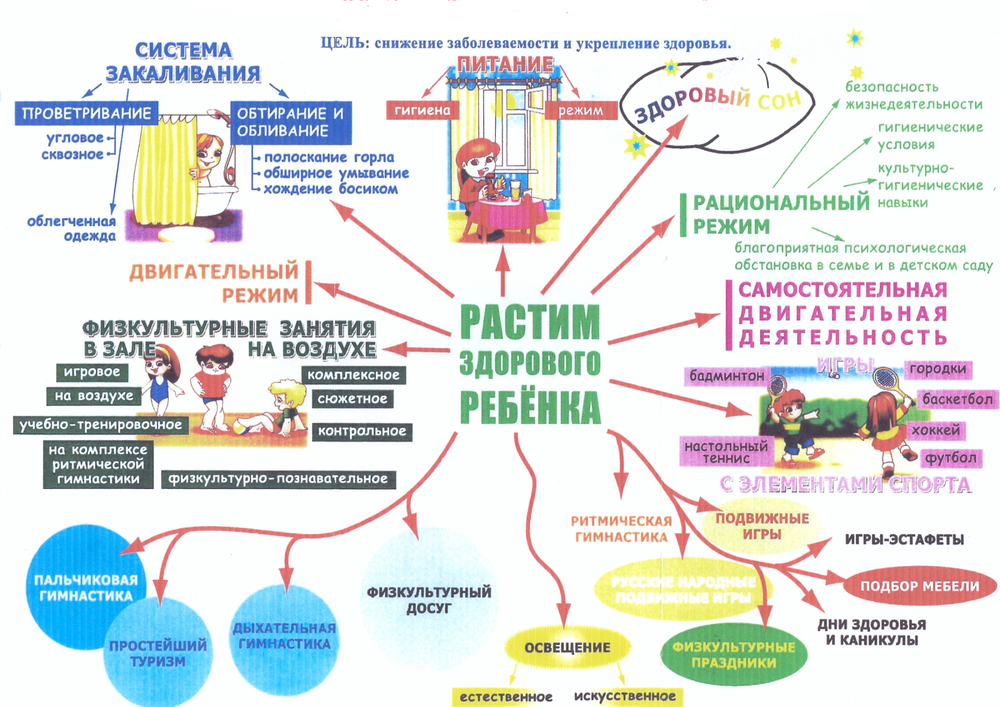 ЦЕЛЬ: снижение заболеваемости и укрепление здоровья.
СИСТЕМА
ЗАКАЛИВАНИЯ
ПРОВЕТРИВАНИЕ
угловое
сквозное
облегченная
одежда
ОБТИРАНИЕ И
ОБЛИВАНИЕ
полоскание горла
обширное умывание
хождение босиком
ПИТАНИЕ
гигиена
режим
ЗДОРОВЫЙ СОН
безопасность
жизнедеятельности
гигиенические
условия
культурно-
гигиенические
навыки
РАЦИОНАЛЬНЫЙ
РЕЖИМ
благоприятная психологическая
обстановка в семье и в детском саду
ДВИГАТЕЛЬНЫЙ
РЕЖИМ
РАСТИМ
ЗДОРОВОГО
РЕБЁНКА
САМОСТОЯТЕЛЬНАЯ
ДВИГАТЕЛЬНАЯ
ДЕЯТЕЛЬНОСТЬ
ФИЗКУЛЬТУРНЫЕ ЗАНЯТИЯ
В ЗАЛЕ НА ВОЗДУХЕ
игровое
на воздухе
учебно-тренировочное
на комплексе
ритмической
гимнастики
комплексное
сюжетное
контральное
физкультурно-познавательное
ИГРЫ
бадминтон
настольный
теннис
городки
баскетбол
хоккей
футбол
С ЭЛЕМЕНТАМИ СПОРТА
ПАЛЬЧИКОВАЯ
ГИМНАСТИКА
ПРОСТЕЙШИЙ
ТУРИЗМ
ДЫХАТЕЛЬНАЯ
ГИМНАСТИКА
ФИЗКУЛЬТУРНЫЙ
ДОСУГ
ОСВЕЩЕНИЕ
естественное
искусственное
РИТМИЧЕСКАЯ
ГИМНАСТИКА
ПОДВИЖНЫЕ
ИГРЫ
РУССКИЕ НАРОДНЫЕ
ПОДВИЖНЫЕ ИГРЫ
ИГРЫ-ЭСТАФЕТЫ
ПОДБОР МЕБЕЛИ
ДНИ ЗДОРОВЬЯ
И КАНИКУЛЫ
ФИЗКУЛЬТУРНЫЕ
ПРАЗДНИКИ